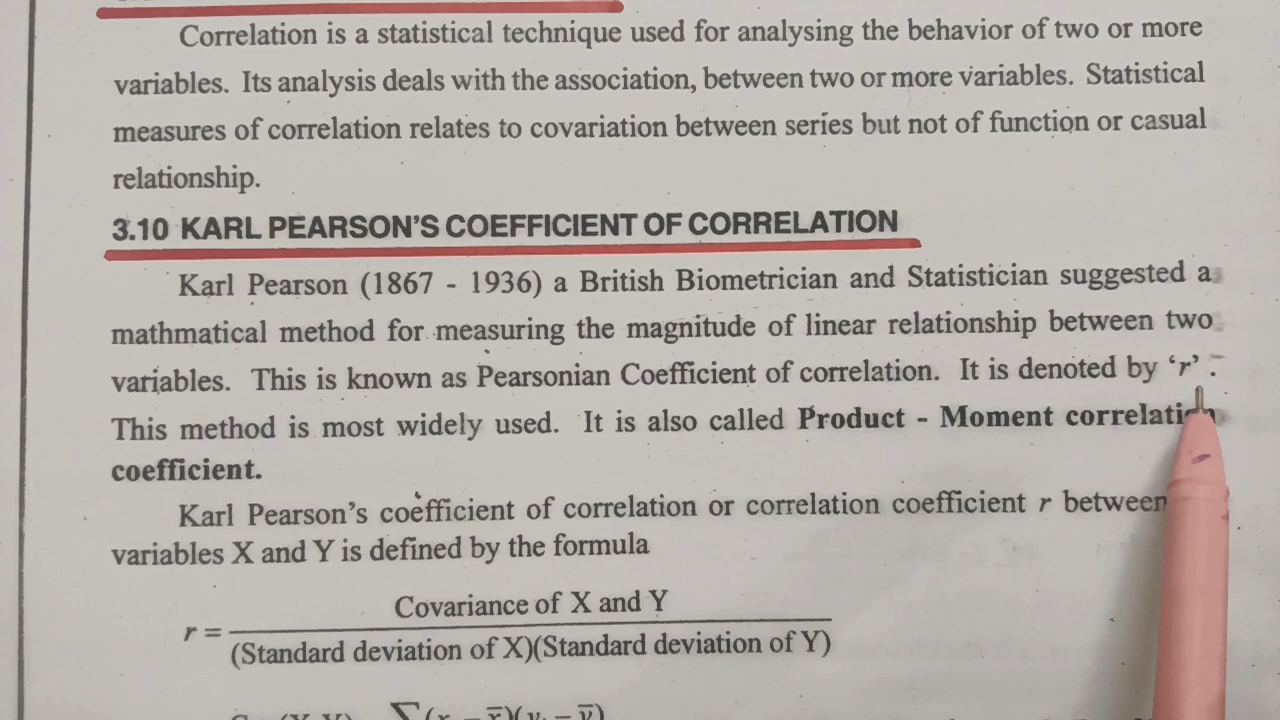 Correlation is a statistical technique used for analysing the behavior of two or more
variables. Its analysis deals with the association, between two or more variables. Statistical
measures of correlation relates to covariation between series but not of function or casual
relationship.
3.10 KARL PEARSON'S COEFFICIENT OF CORRELATION
Karl Pearson (1867 - 1936) a British Biometrician and Statistician suggested a
mathmatical method for measuring the magnitude of linear relationship between two
variables. This is known as Pearsonian Coefficient of correlation. It is denoted by ‘r’ .
This method is most widely used. It is also called Product - Moment correlation
coefficient.
Karl Pearson’s coefficient of correlation or correlation coefficient r between
variables X and Y is defined by the formula
r = Covariance of X and Y
(Standard deviation of X)(Standard deviation of Y)